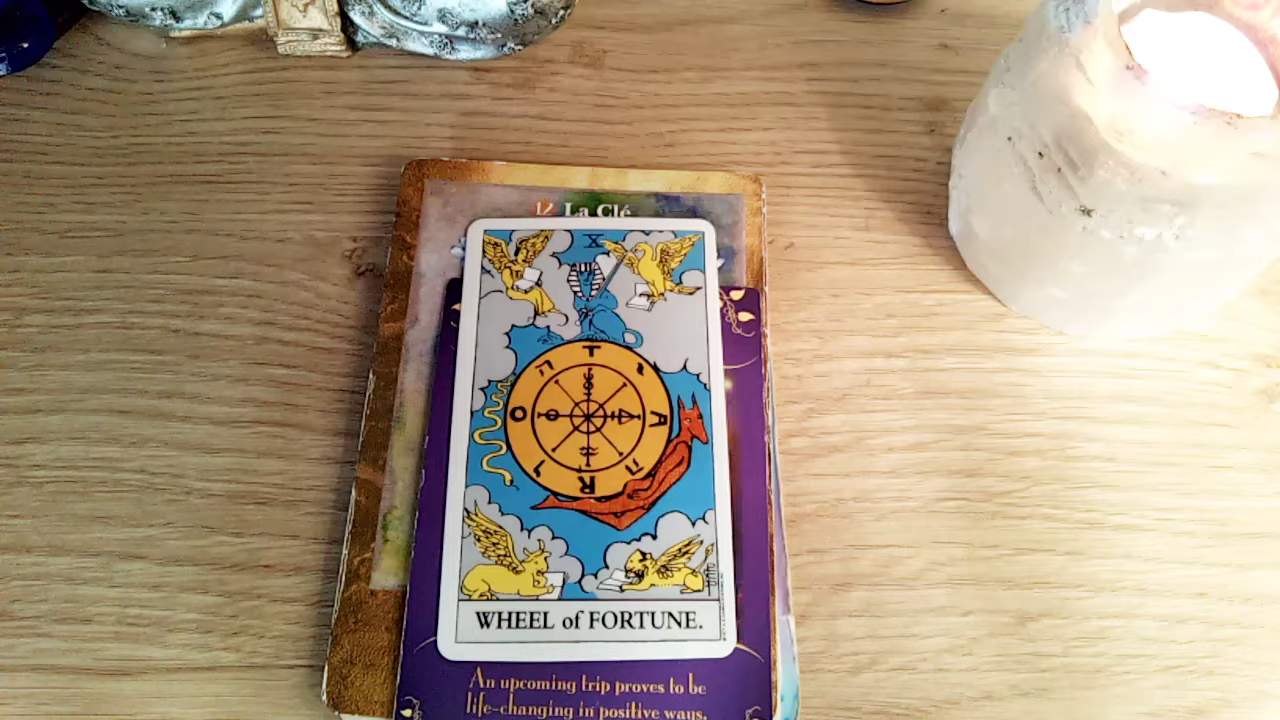 12 La Clé
X
T
A
R
O
WHEEL of FORTUNE.
An upcoming trip proves to be
life-changing in positive ways.